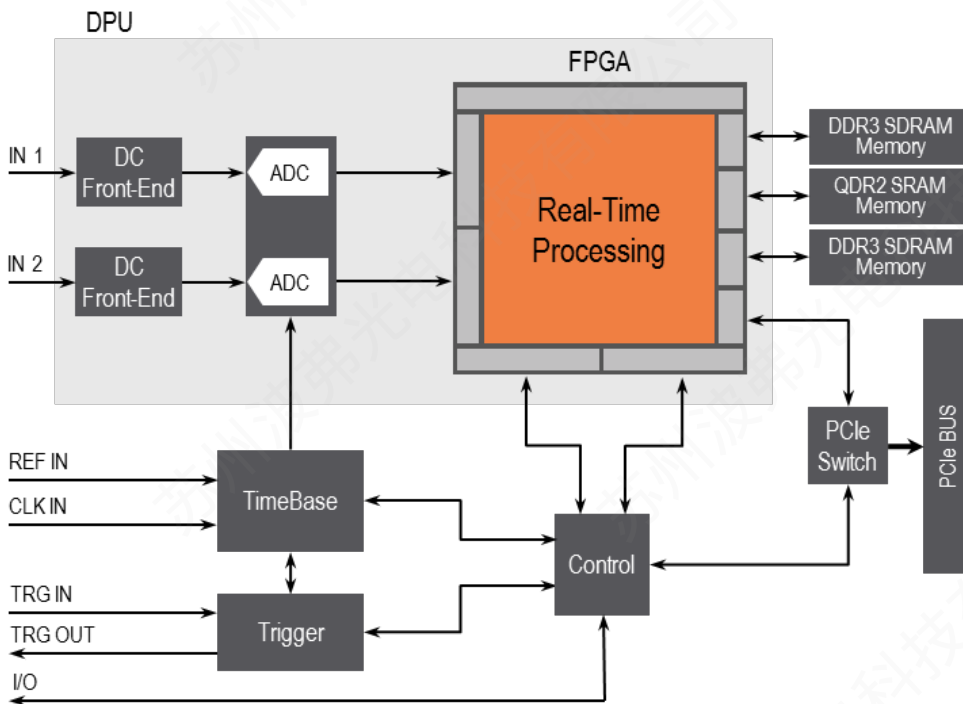 DPU
FPGA
IN 1
DC
Front-End
ADC
Real-Time
Processing
DDR3 SDRAM
Memory
QDR2 SRAM
Memory
IN 2
DC
Front-End
ADC
DDR3 SDRAM
Memory
PCIe
Switch
PCIe BUS
REF IN
CLK IN
TimeBase
Control
TRG IN
TRG OUT
Trigger
I/O